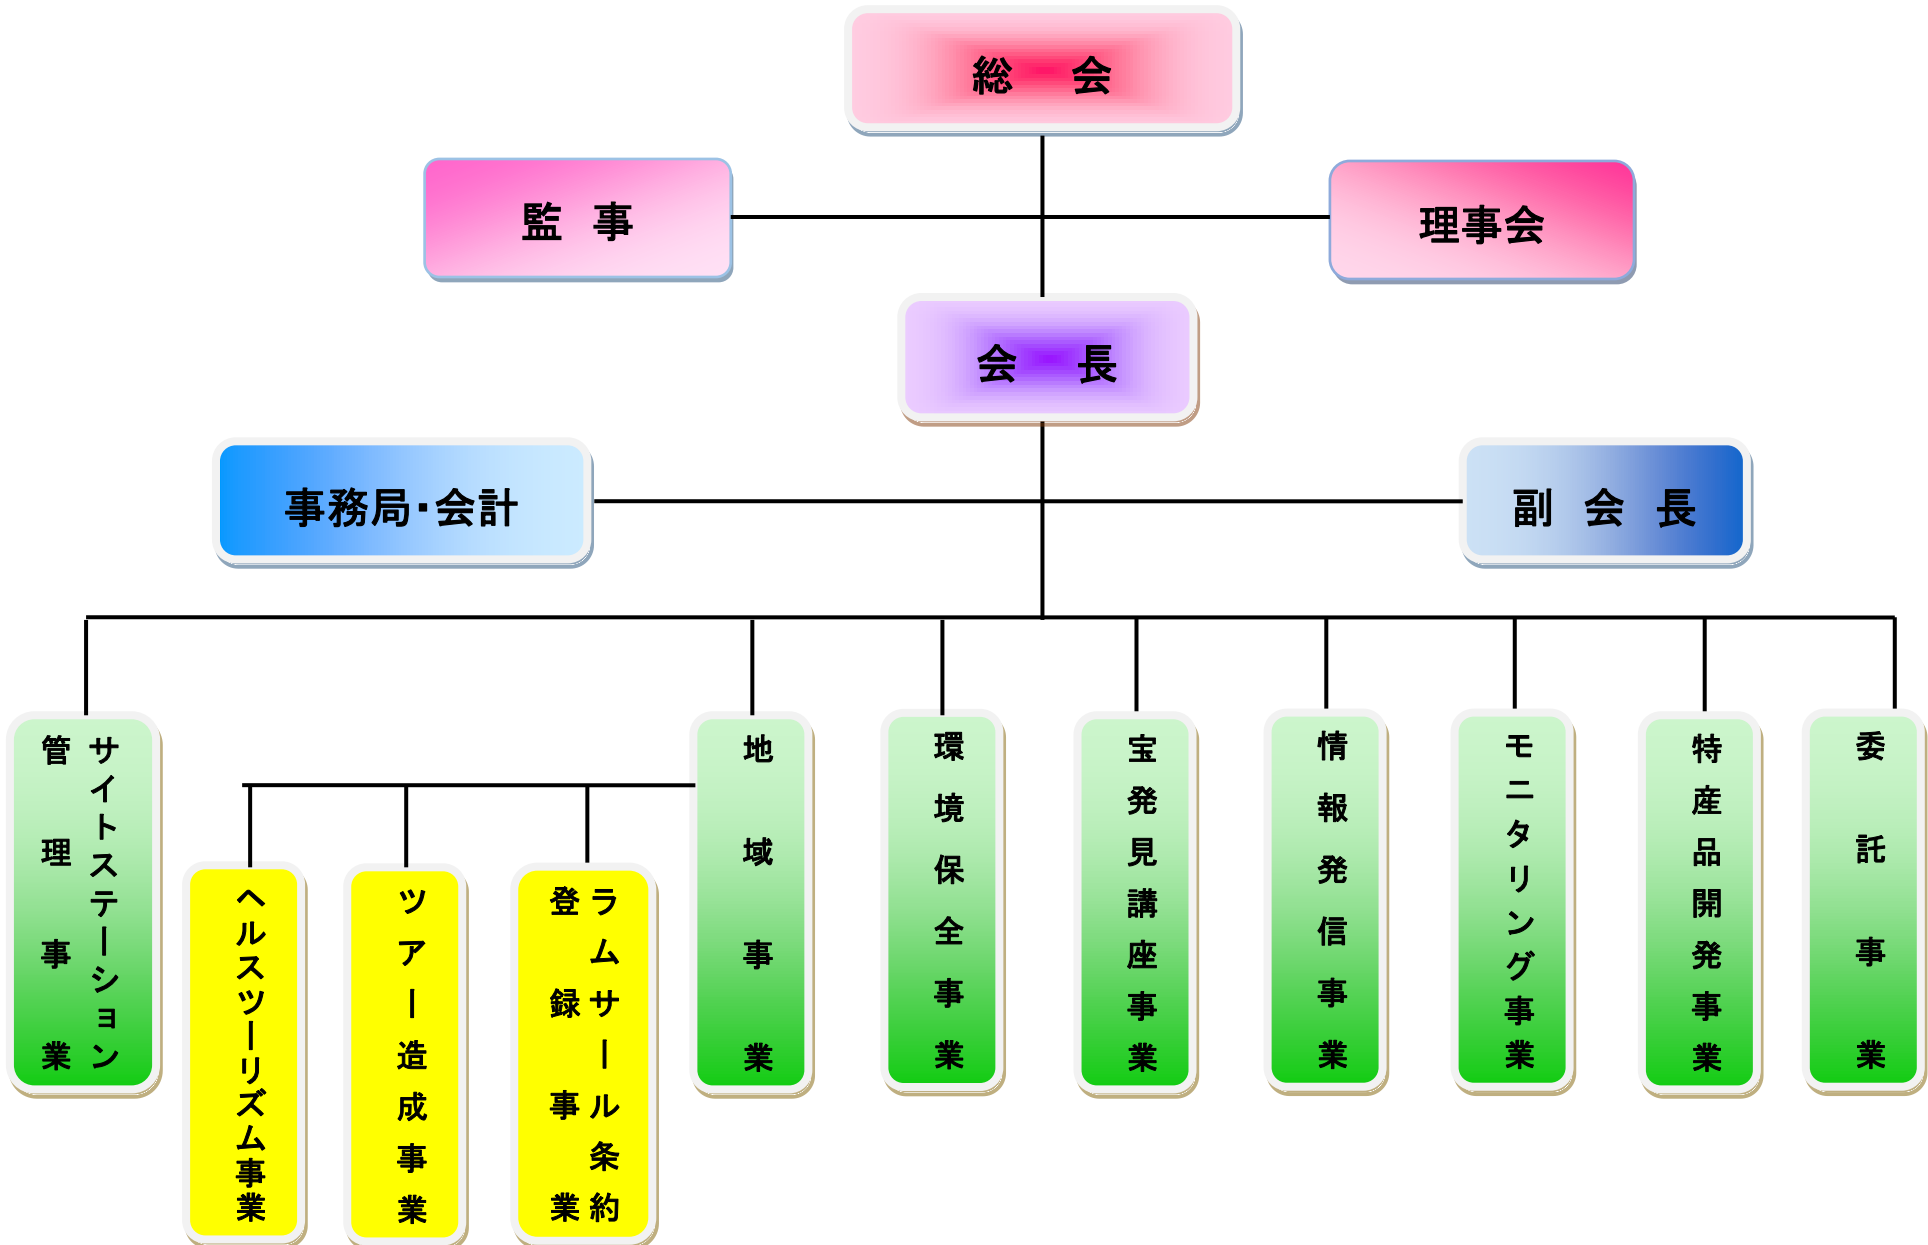 総　会
監　事
理事会
会　長
事務局・会計
副　会　長
サイトステーション
管理事業
地域事業
環境保全事業
宝発見講座事業
情報発信事業
モニタリング事業
特産品開発事業
委託事業
ヘルスツーリズム事業
ツアー造成事業
ラムサール条約
登録事業